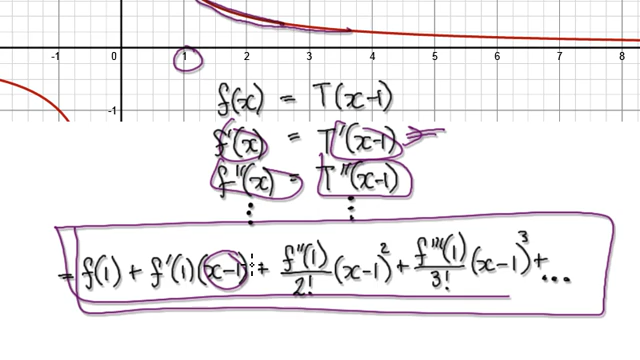 -1 0 1 2 3 4 5 6 7 8
-1
f(x) = T(x-1)
f'(x) = T'(x-1)
f''(x) = T''(x-1)
⋮ ⋮
= f(1) + f'(1)(x-1) + f''(1)/2! (x-1)² + f'''(1)/3! (x-1)³ + ...